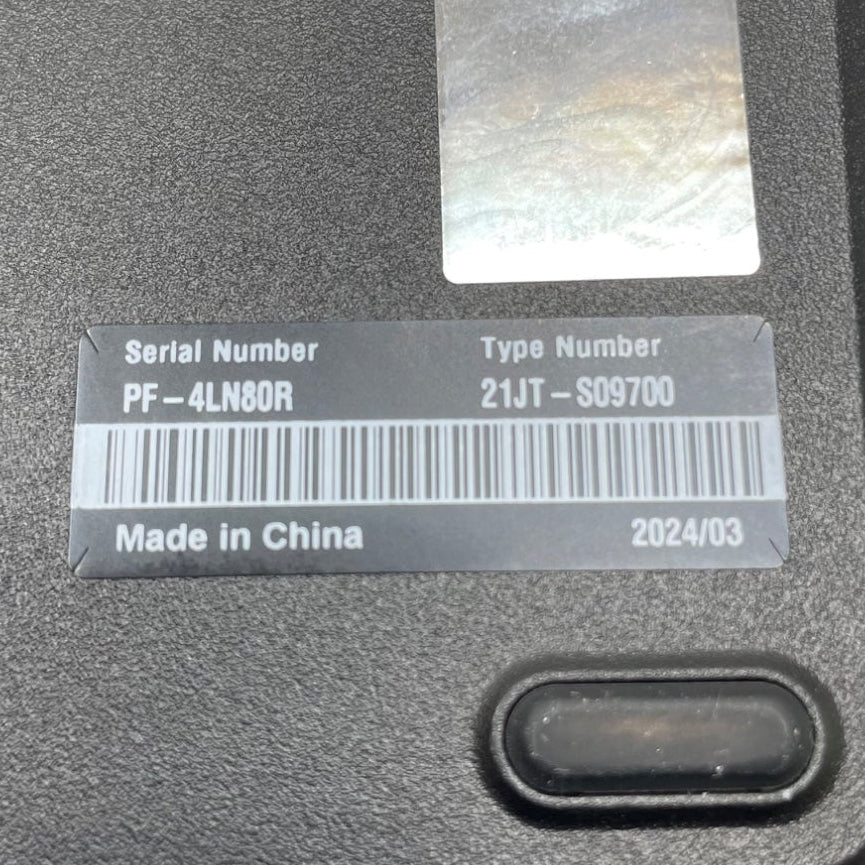 Serial Number
Type Number
PF-4LN80R
21JT-S09700
Made in China
2024/03